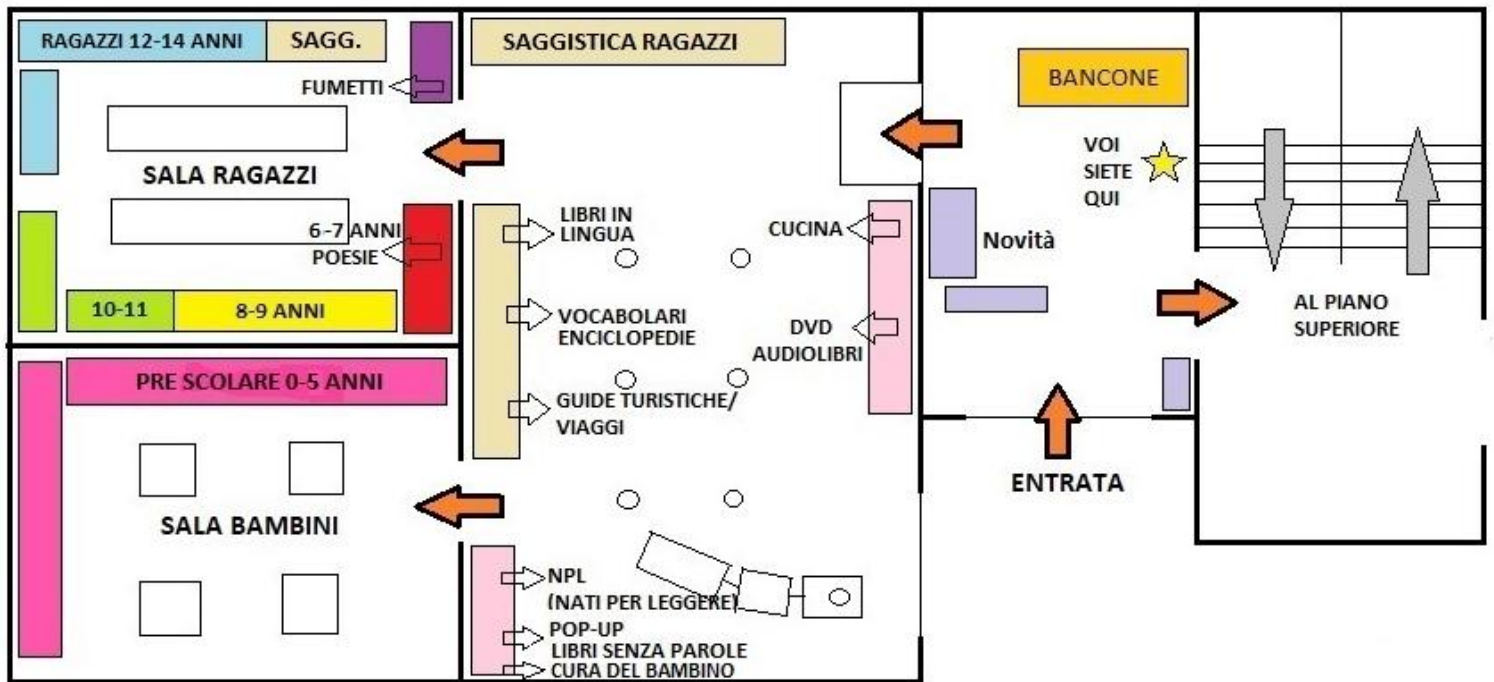 RAGAZZI 12-14 ANNI
SAGG.
FUMETTI
SALA RAGAZZI
6-7 ANNI
POESIE
10-11
8-9 ANNI
PRE SCOLARE 0-5 ANNI
SALA BAMBINI
SAGGISTICA RAGAZZI
LIBRI IN
LINGUA
VOCABOLARI
ENCICLOPEDIE
GUIDE TURISTICHE/
VIAGGI
CUCINA
DVD
AUDIOLIBRI
NPL
(NATI PER LEGGERE)
POP-UP
LIBRI SENZA PAROLE
CURA DEL BAMBINO
BANCONE
VOI
SIETE
QUI
Novità
ENTRATA
AL PIANO
SUPERIORE